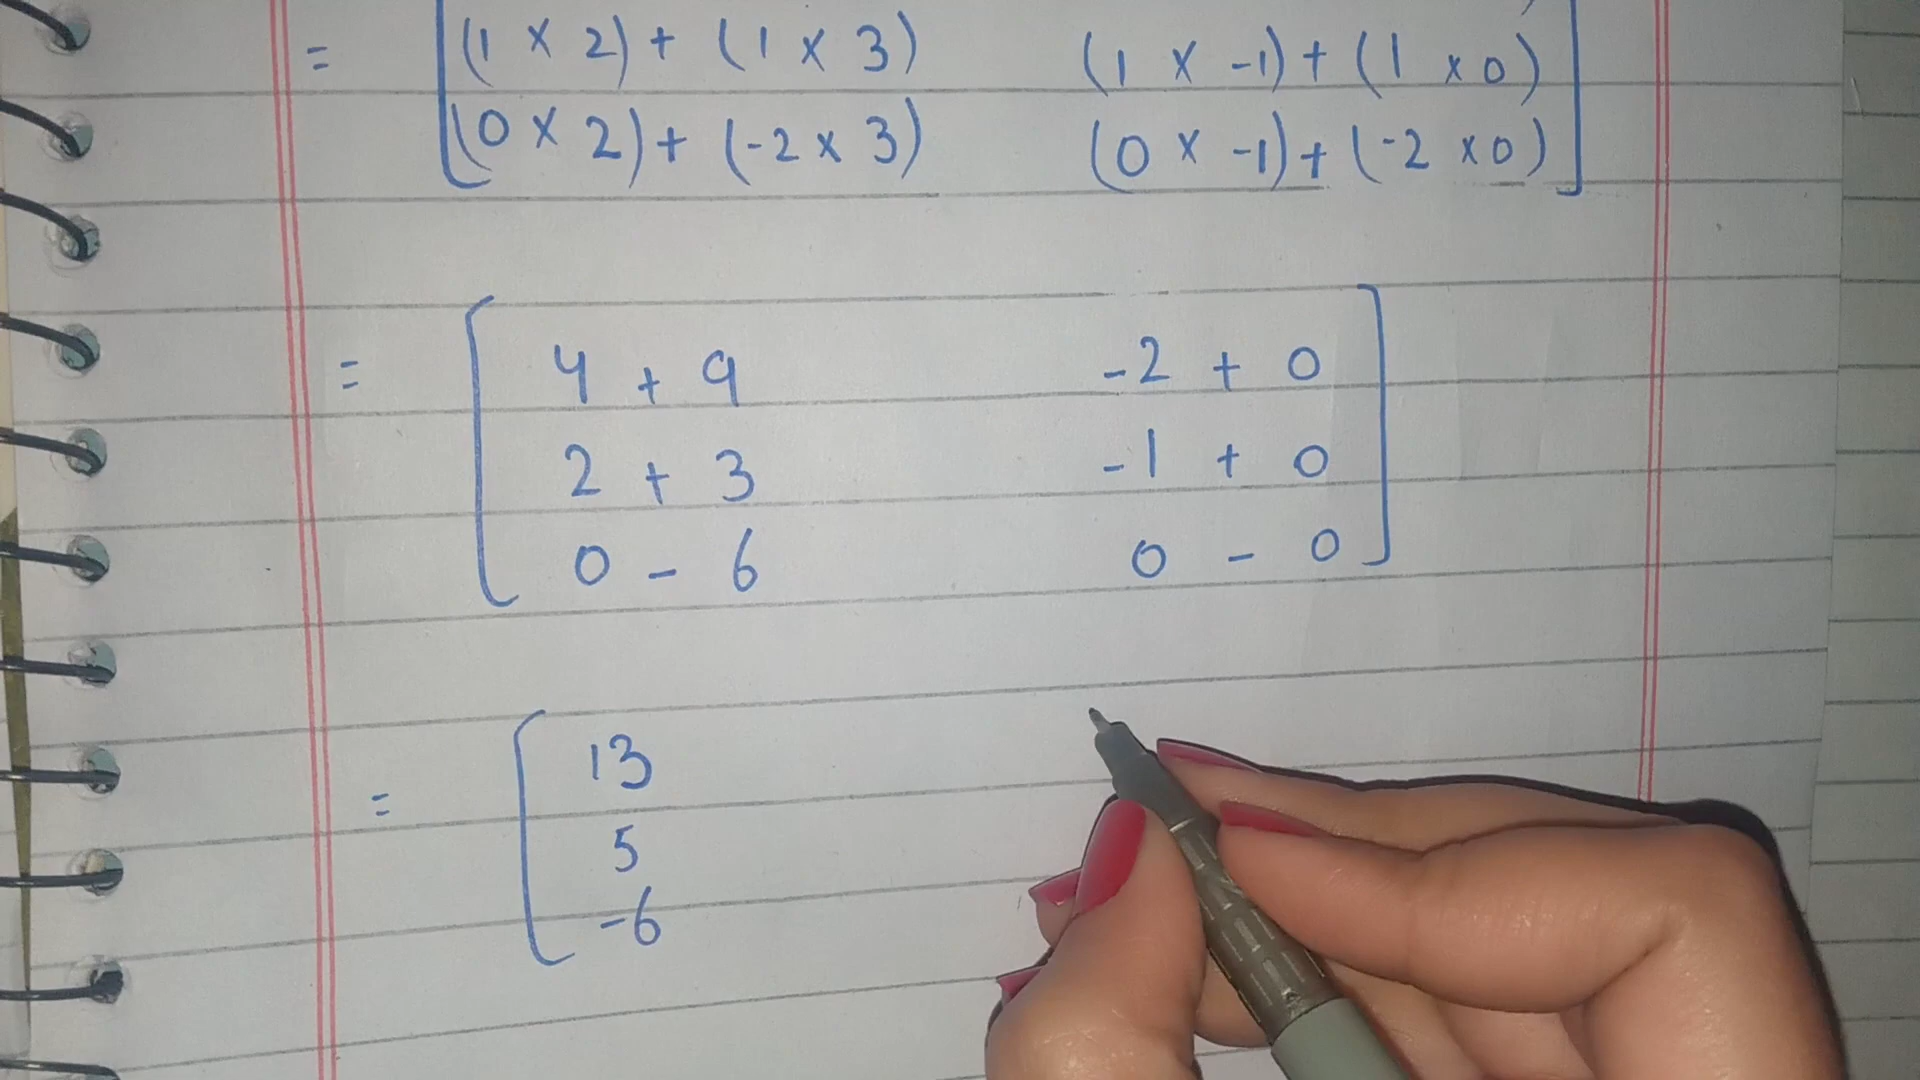 = (1 × 2) + (1 × 3) (1 × -1) + (1 × 0)
(0 × 2) + (-2 × 3) (0 × -1) + (-2 × 0)
= [ 4 + 9 -2 + 0 ]
2 + 3 -1 + 0
0 - 6 0 - 0
= [ 13
5
-6